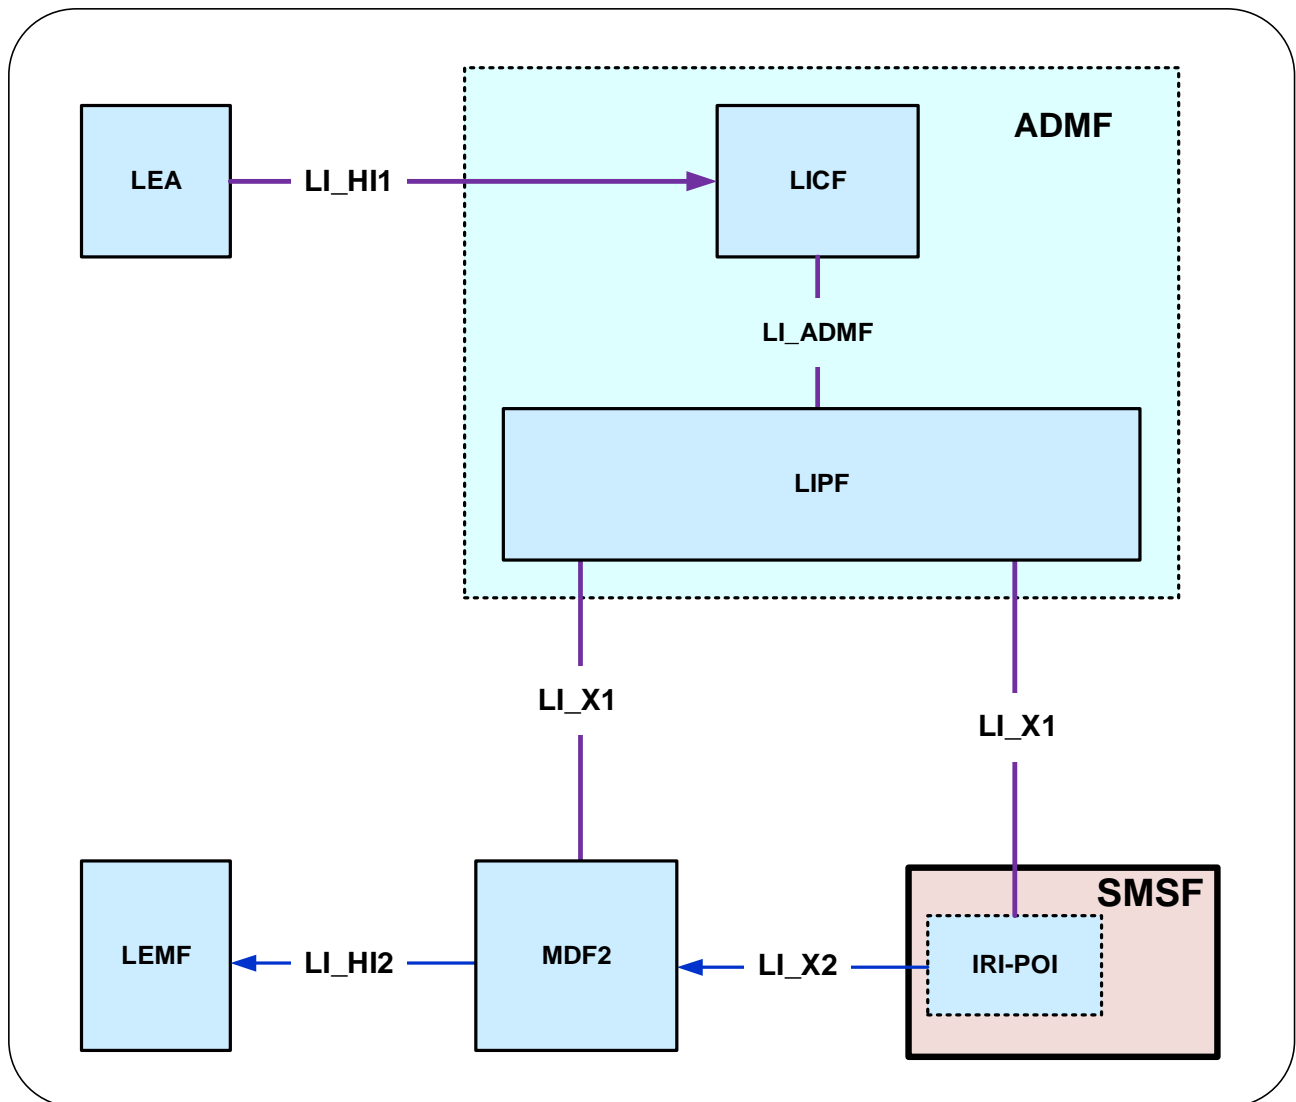 ADMF
LEA
LI_HI1
LICF
LI_ADMF
LIPF
LI_X1
LI_X1
SMSF
LEMF
LI_HI2
MDF2
LI_X2
IRI-POI